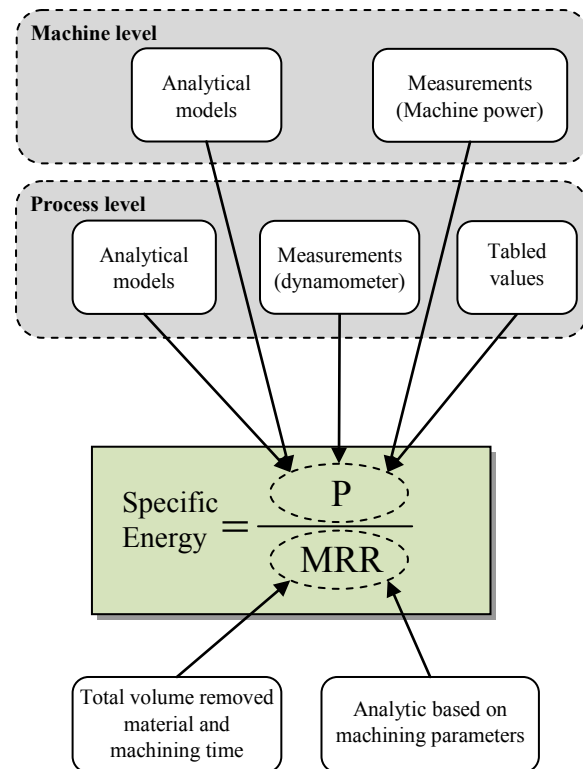 Machine level
Analytical
models
Measurements
(Machine power)
Process level
Analytical
models
Measurements
(dynamometer)
Tabled
values
Specific
Energy
=
P
MRR
Total volume removed
material and
machining time
Analytic based on
machining parameters